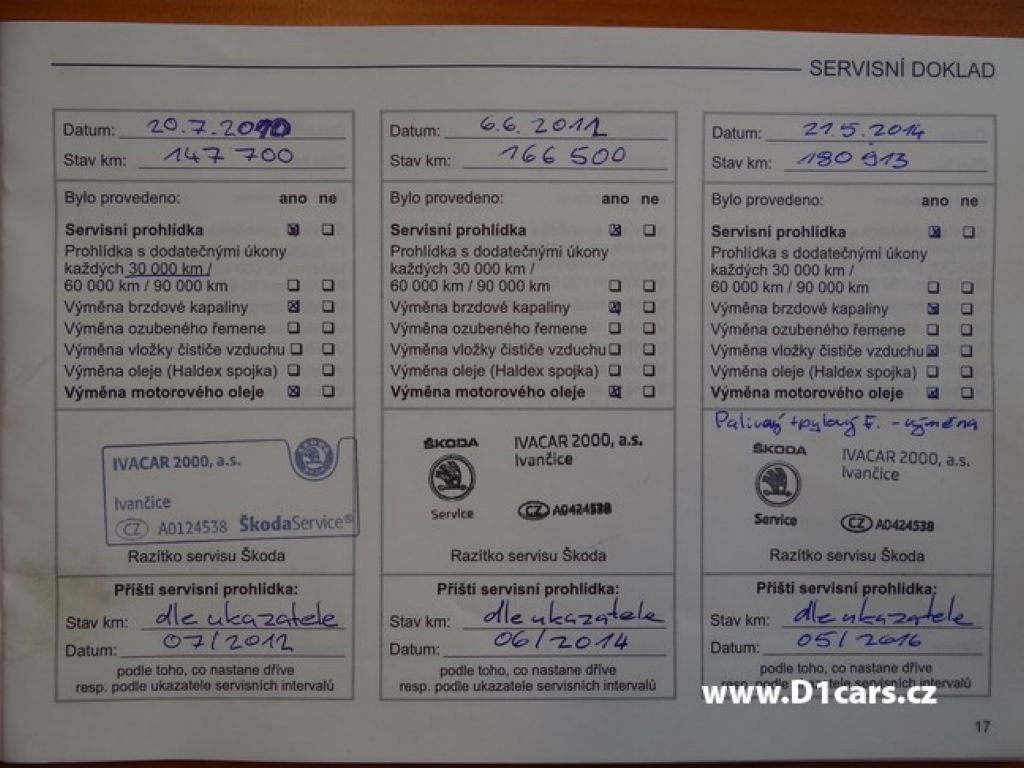 SERVISNÍ DOKLAD
Datum: 20.7.2010
Stav km: 147 700
Bylo provedeno: ano ne
Servisní prohlídka
Prohlídka s dodatečnými úkony
každých 30 000 km /
60 000 km / 90 000 km
Výměna brzdové kapaliny
Výměna ozubeného řemene
Výměna vložky čističe vzduchu
Výměna oleje (Haldex spojka)
Výměna motorového oleje
IVACAR 2000, a.s.
Ivančice
CZ A0124538 ŠkodaService®
Razítko servisu Škoda
Příští servisní prohlídka:
Stav km: dle ukazatele
Datum: 07/2012
podle toho, co nastane dříve
resp. podle ukazatele servisních intervalů
Datum: 6.6.2011
Stav km: 166 500
Bylo provedeno: ano ne
Servisní prohlídka
Prohlídka s dodatečnými úkony
každých 30 000 km /
60 000 km / 90 000 km
Výměna brzdové kapaliny
Výměna ozubeného řemene
Výměna vložky čističe vzduchu
Výměna oleje (Haldex spojka)
Výměna motorového oleje
ŠKODA
IVACAR 2000, a.s.
Ivančice
Service
CZ A0424538
Razítko servisu Škoda
Příští servisní prohlídka:
Stav km: dle ukazatele
Datum: 06/2014
podle toho, co nastane dříve
resp. podle ukazatele servisních intervalů
Datum: 21.5.2014
Stav km: 180 913
Bylo provedeno: ano ne
Servisní prohlídka
Prohlídka s dodatečnými úkony
každých 30 000 km /
60 000 km / 90 000 km
Výměna brzdové kapaliny
Výměna ozubeného řemene
Výměna vložky čističe vzduchu
Výměna oleje (Haldex spojka)
Výměna motorového oleje
Palivový + pylový F. - výměna
ŠKODA
IVACAR 2000, a.s.
Ivančice
Service
CZ A0424538
Razítko servisu Škoda
Příští servisní prohlídka:
Stav km: dle ukazatele
Datum: 05/2016
podle toho, co nastane dříve
resp. podle ukazatele servisních intervalů
www.D1cars.cz
17